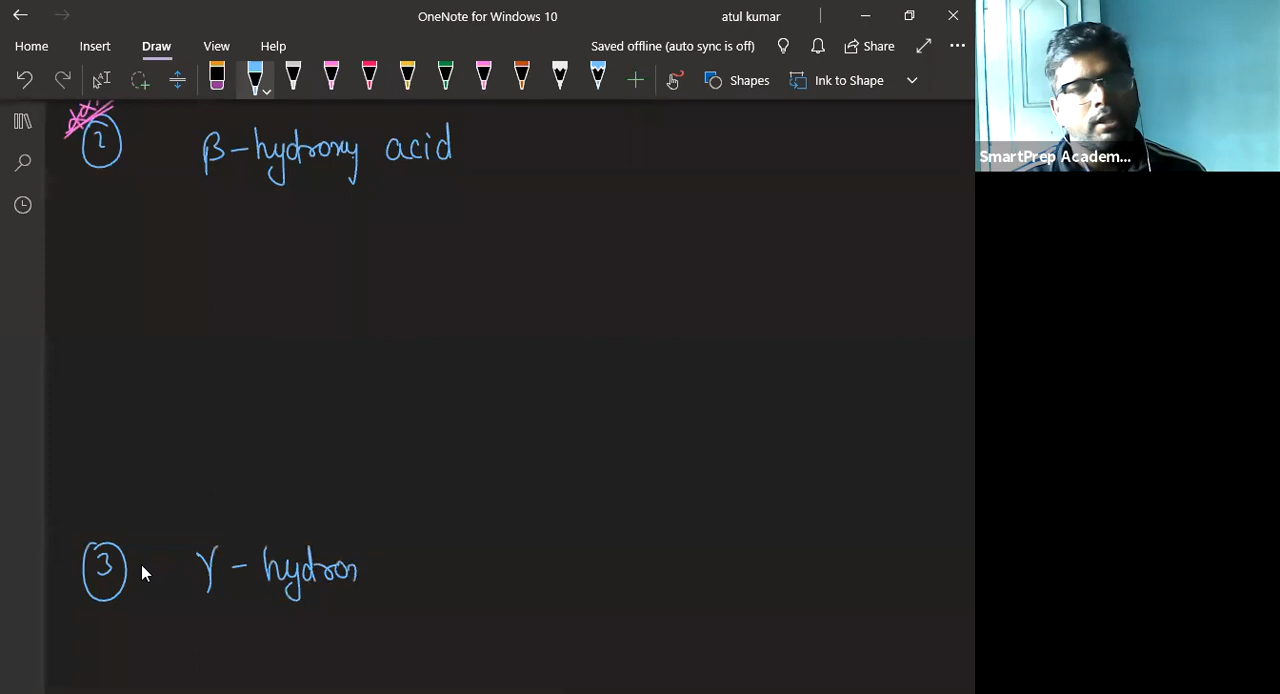 OneNote for Windows 10
atul kumar
Home Insert Draw View Help
Saved offline (auto sync is off)
Share
Shapes
Ink to Shape
SmartPrep Academ...
2 β-hydroxy acid
3 γ-hydrox